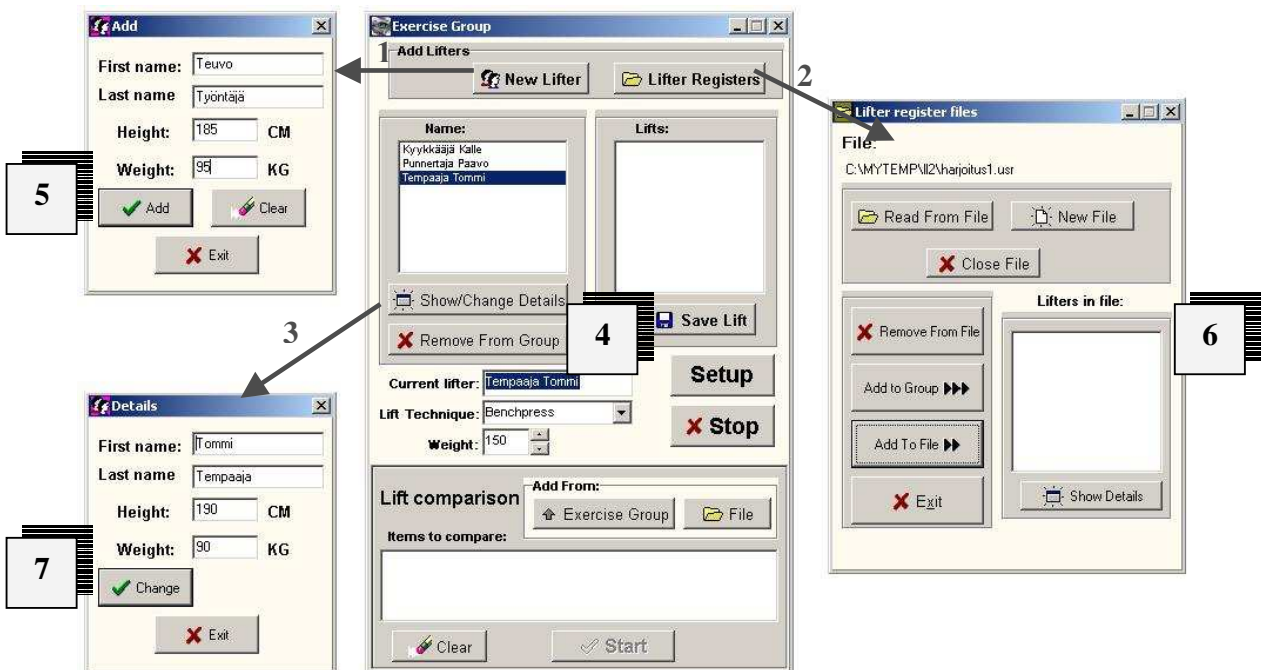 Add
First name: Teuvo
Last name Työntäjä
Height: 185 CM
Weight: 95 KG
Add Clear
Exit
5
1
Exercise Group
Add Lifters
New Lifter Lifter Registers
2
Name:
Kyykkääjä Kalle
Punnertaja Paavo
Tempaaja Tommi
Lifts:
Show/Change Details
Remove From Group
Save Lift
4
3
Current lifter: Tempaaja Tommi
Lift Technique: Benchpress
Weight: 150
Setup
Stop
Lift comparison
Add From:
Exercise Group File
Items to compare:
Clear Start
Lifter register files
File:
C:\MYTEMP\ll2\harjoitus1.usr
Read From File New File
Close File
Remove From File
Add to Group
Add To File
Exit
Lifters in file:
Show Details
6
Details
First name: Tommi
Last name Tempaaja
Height: 190 CM
Weight: 90 KG
Change
Exit
7